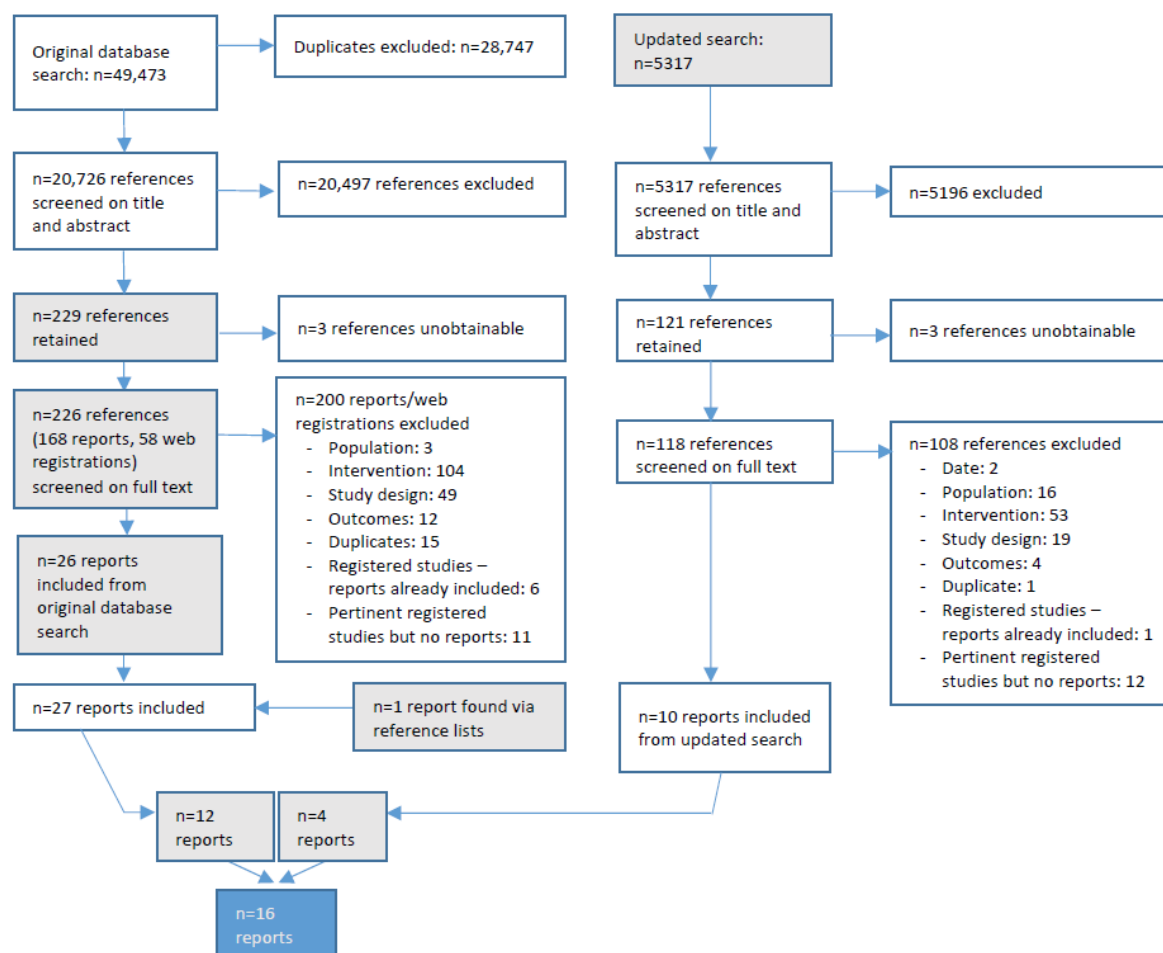 Original database
search: n=49,473
Duplicates excluded: n=28,747
Updated search:
n=5317
n=20,726 references
screened on title
and abstract
n=20,497 references excluded
n=5317 references
screened on title and
abstract
n=5196 excluded
n=229 references
retained
n=3 references unobtainable
n=121 references
retained
n=3 references unobtainable
n=226 references
(168 reports, 58 web
registrations)
screened on full text
n=200 reports/web
registrations excluded
- Population: 3
- Intervention: 104
- Study design: 49
- Outcomes: 12
- Duplicates: 15
- Registered studies –
reports already included: 6
- Pertinent registered
studies but no reports: 11
n=118 references
screened on full text
n=108 references excluded
- Date: 2
- Population: 16
- Intervention: 53
- Study design: 19
- Outcomes: 4
- Duplicate: 1
- Registered studies –
reports already included: 1
- Pertinent registered
studies but no reports: 12
n=26 reports
included from
original database
search
n=27 reports included
n=1 report found via
reference lists
n=10 reports included
from updated search
n=12
reports
n=4
reports
n=16
reports